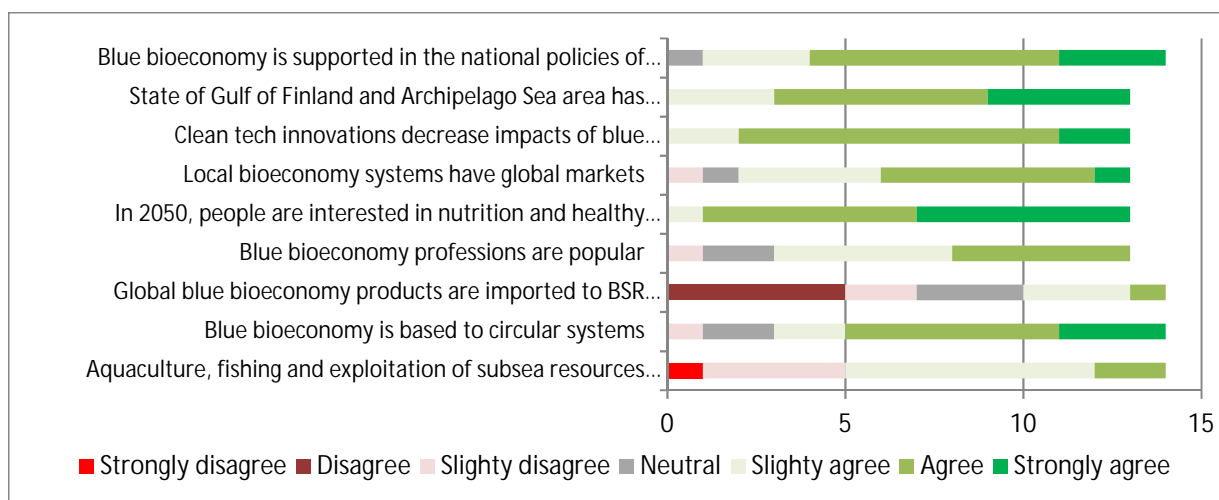 Blue bioeconomy is supported in the national policies of...
State of Gulf of Finland and Archipelago Sea area has...
Clean tech innovations decrease impacts of blue...
Local bioeconomy systems have global markets
In 2050, people are interested in nutrition and healthy...
Blue bioeconomy professions are popular
Global blue bioeconomy products are imported to BSR...
Blue bioeconomy is based to circular systems
Aquaculture, fishing and exploitation of subsea resources...
0 5 10 15
Strongly disagree Disagree Slighty disagree Neutral Slighty agree Agree Strongly agree